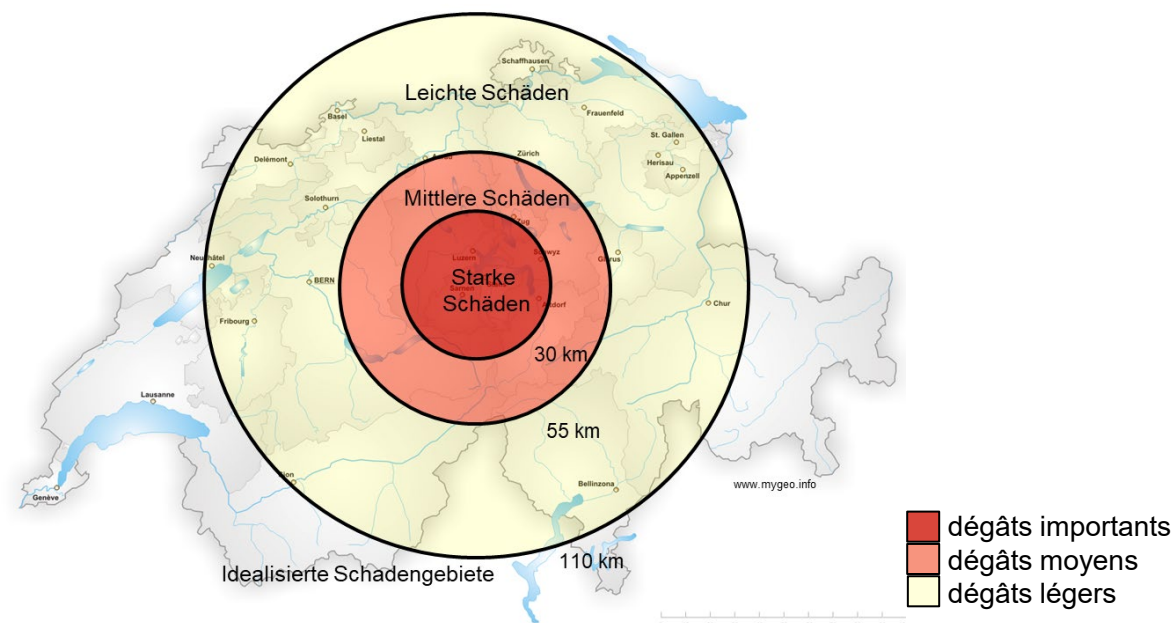 Schaffhausen
Leichte Schäden
Basel
Frauenfeld
Liestal
St. Gallen
Zürich
Delémont
Herisau
Appenzell
Mittlere Schäden
Solothurn
Zug
Neuchâtel
Luzern
Schwyz
Glarus
Starke
Schäden
BERN
Sarnen
Altdorf
Chur
Fribourg
30 km
Lausanne
55 km
Sion
Bellinzona
www.mygeo.info
Genève
110 km
Idealisierte Schadengebiete
dégâts importants
dégâts moyens
dégâts légers